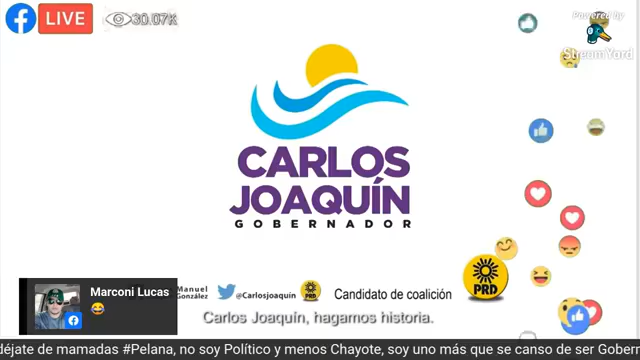 LIVE
30.07K
Powered by
StreamYard
CARLOS
JOAQUÍN
GOBERNADOR
Marconi Lucas
Manuel
González
@Carlosjoaquin
PRD
Candidato de coalición
PRD
Carlos Joaquín, hagamos historia.
déjate de mamadas #Pelana, no soy Político y menos Chayote, soy uno más que se canso de ser Gober